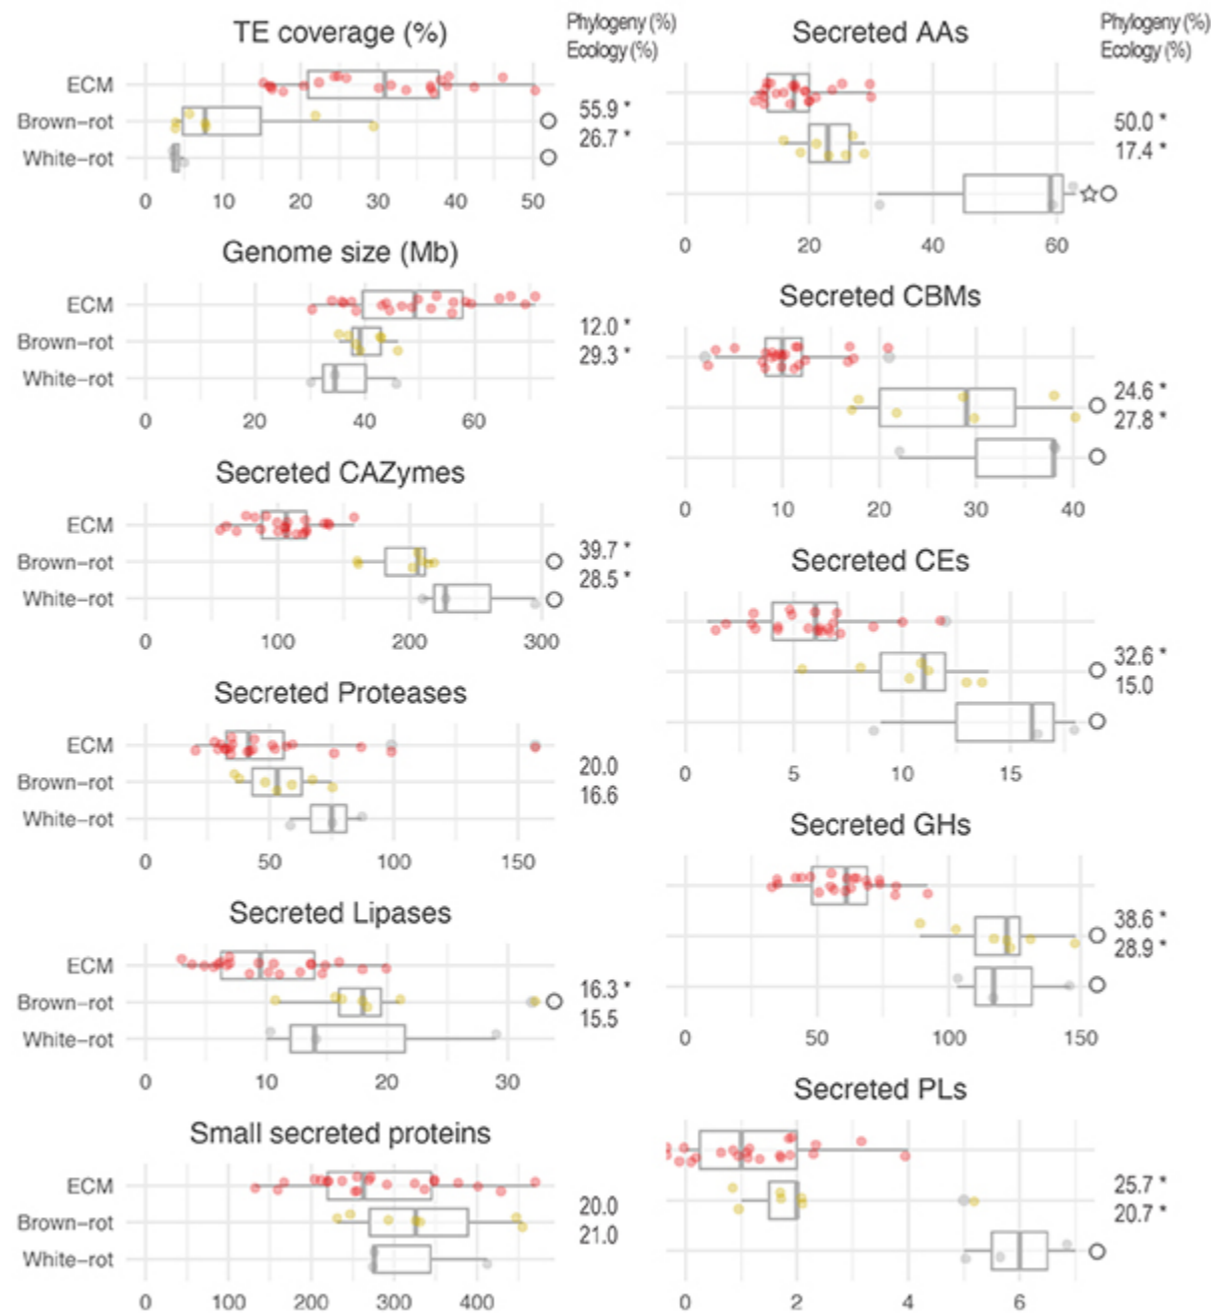 TE coverage (%)
Phylogeny (%)
Ecology (%)
ECM
Brown-rot
White-rot
55.9 *
26.7 *
0 10 20 30 40 50
Genome size (Mb)
ECM
Brown-rot
White-rot
12.0 *
29.3 *
0 20 40 60
Secreted CAZymes
ECM
Brown-rot
White-rot
39.7 *
28.5 *
0 100 200 300
Secreted Proteases
ECM
Brown-rot
White-rot
20.0
16.6
0 50 100 150
Secreted Lipases
ECM
Brown-rot
White-rot
16.3 *
15.5
0 10 20 30
Small secreted proteins
ECM
Brown-rot
White-rot
20.0
21.0
0 100 200 300 400
Secreted AAs
Phylogeny (%)
Ecology (%)
50.0 *
17.4 *
0 20 40 60
Secreted CBMs
24.6 *
27.8 *
0 10 20 30 40
Secreted CEs
32.6 *
15.0
0 5 10 15
Secreted GHs
38.6 *
28.9 *
0 50 100 150
Secreted PLs
25.7 *
20.7 *
0 2 4 6